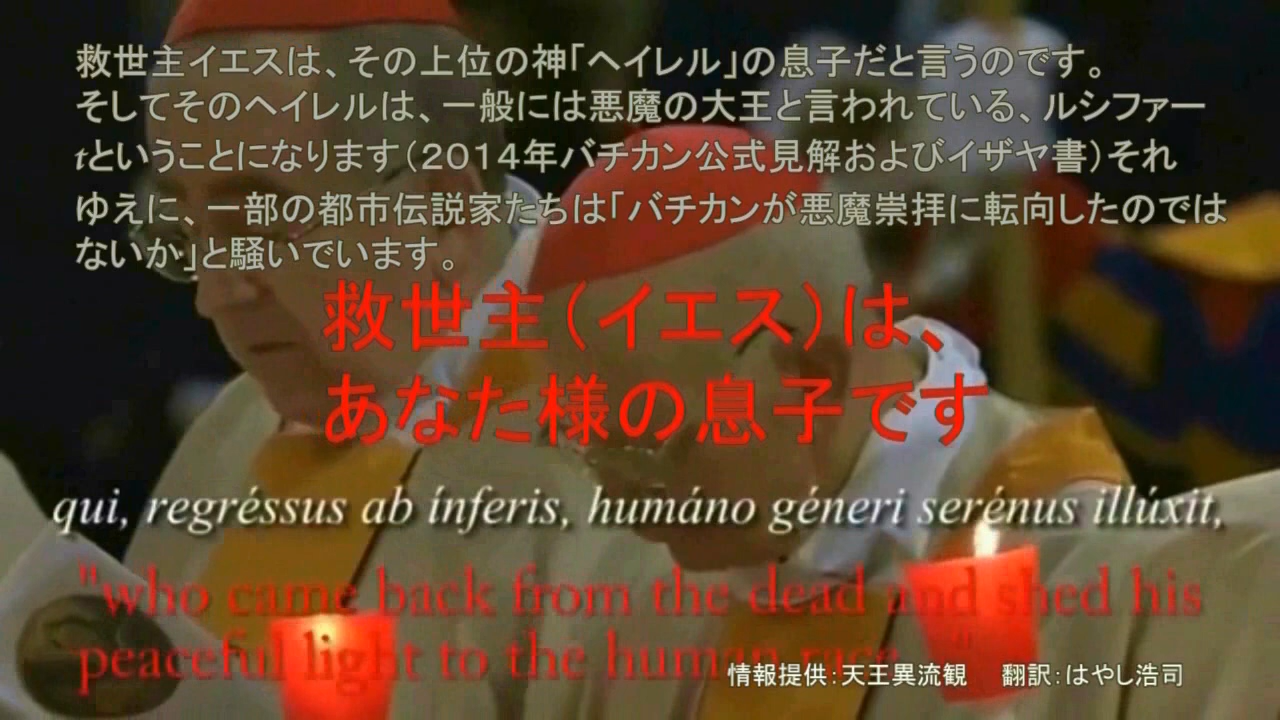 救世主イエスは、その上位の神「ヘイレル」の息子だと言うのです。
そしてそのヘイレルは、一般には悪魔の大王と言われている、ルシファー
tということになります（２０１４年バチカン公式見解およびイザヤ書）それ
ゆえに、一部の都市伝説家たちは「バチカンが悪魔崇拝に転向したのでは
ないか」と騒いでいます。
救世主（イエス）は、
あなた様の息子です
qui, regréssus ab ínferis, humáno géneri serénus illúxit,
"who came back from the dead and shed his
peaceful light to the human race "
情報提供：天王異流観 翻訳：はやし浩司